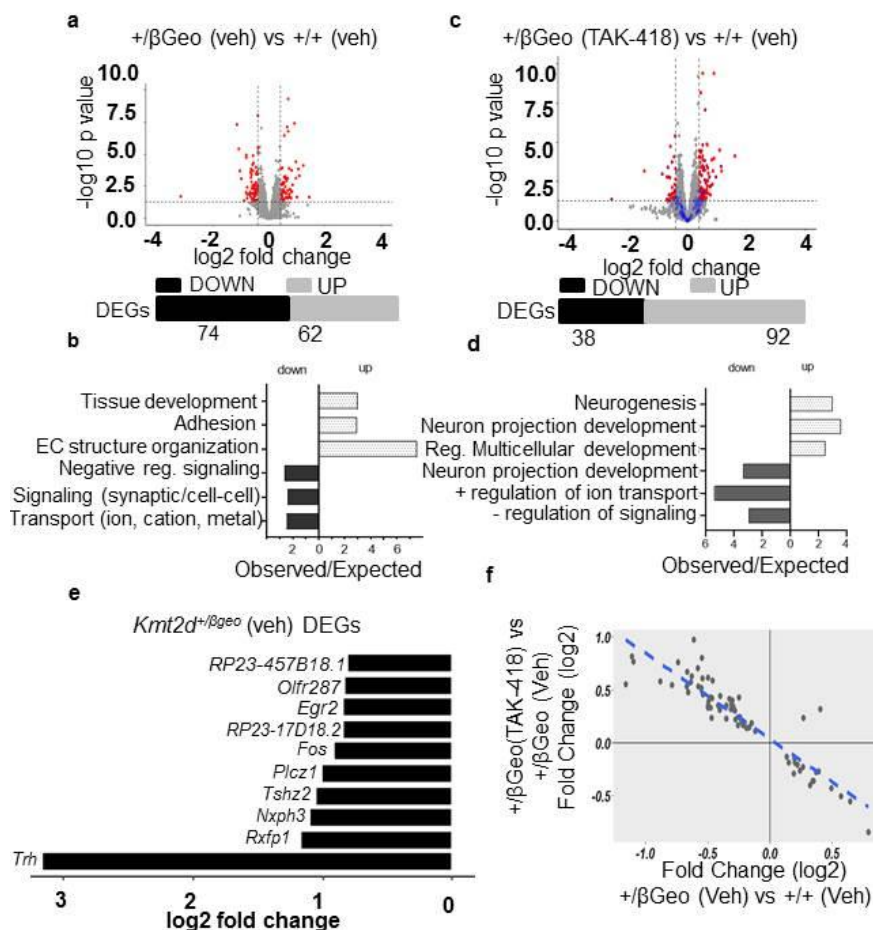 a
+/βGeo (veh) vs +/+ (veh)
-log10 p value
10.0
7.5
5.0
2.5
0.0
-4 -2 0 2 4
log2 fold change
DOWN UP
DEGs
74 62
c
+/βGeo (TAK-418) vs +/+ (veh)
-log10 p value
10.0
7.5
5.0
2.5
0.0
-4 -2 0 2 4
log2 fold change
DOWN UP
DEGs
38 92
b
down up
Tissue development
Adhesion
EC structure organization
Negative reg. signaling
Signaling (synaptic/cell-cell)
Transport (ion, cation, metal)
2 0 2 4 6
Observed/Expected
d
down up
Neurogenesis
Neuron projection development
Reg. Multicellular development
Neuron projection development
+ regulation of ion transport
- regulation of signaling
6 4 2 0 2 4
Observed/Expected
e
Kmt2d+/βgeo (veh) DEGs
RP23-457B18.1
Olfr287
Egr2
RP23-17D18.2
Fos
Plcz1
Tshz2
Nxph3
Rxfp1
Trh
3 2 1 0
log2 fold change
f
+/βGeo(TAK-418) vs
+/βGeo (Veh)
Fold Change (log2)
1.0
0.5
0.0
-0.5
-1.0 -0.5 0.0 0.5
Fold Change (log2)
+/βGeo (Veh) vs +/+ (Veh)